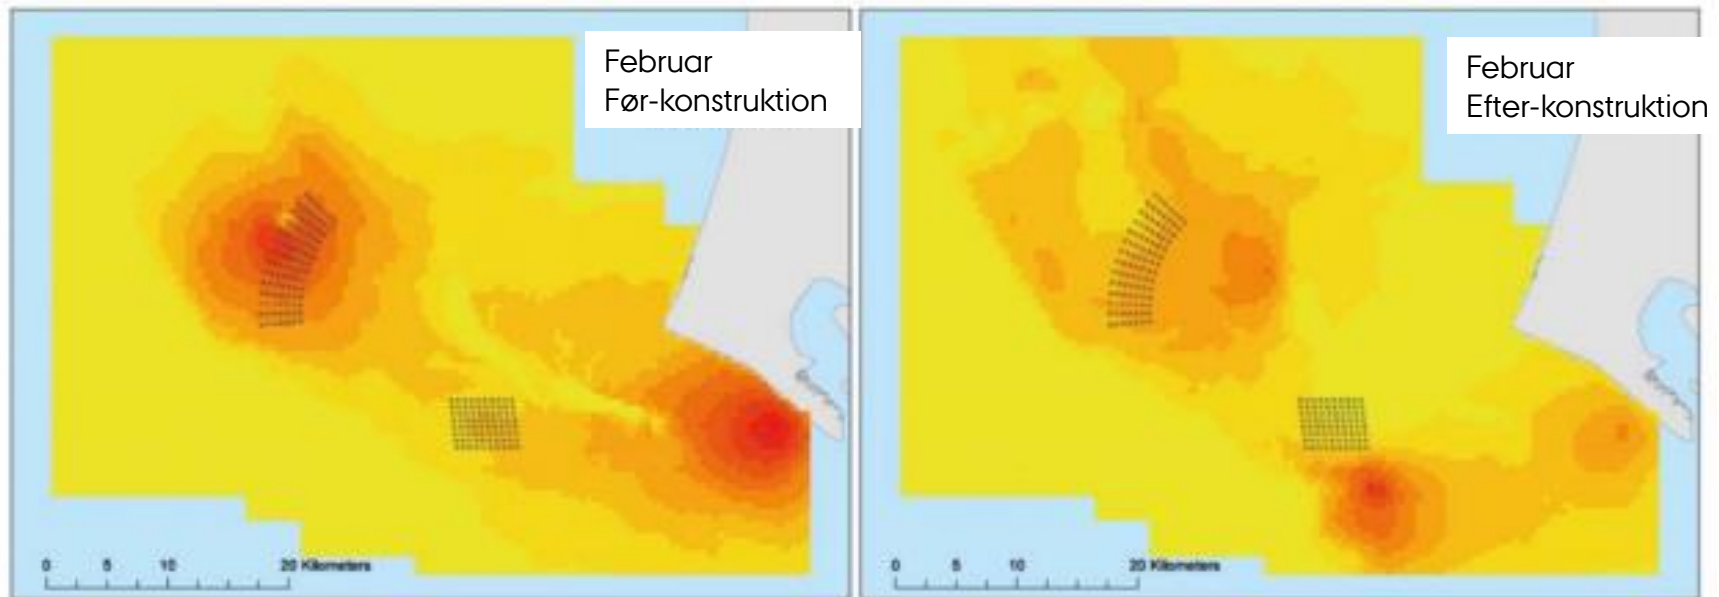 Februar
Før-konstruktion
0 5 10 20 Kilometers
Februar
Efter-konstruktion
0 5 10 20 Kilometers